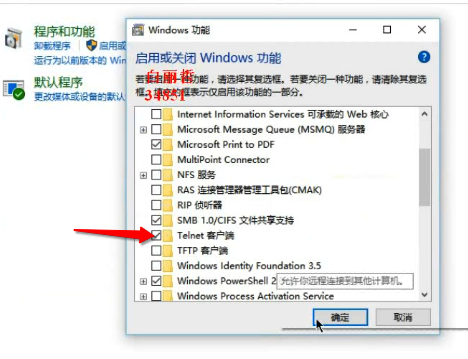 程序和功能
卸载程序
启用或
运行为以前版本的 Win
默认程序
更改媒体或设备的默认
Windows 功能
启用或关闭 Windows 功能
若要启用一种功能，请选择其复选框。若要关闭一种功能，请清除其复选
框。填充的框表示仅启用该功能的一部分。
34851
Internet Information Services 可承载的 Web 核心
Microsoft Message Queue (MSMQ) 服务器
Microsoft Print to PDF
MultiPoint Connector
NFS 服务
RAS 连接管理器管理工具包(CMAK)
RIP 侦听器
SMB 1.0/CIFS 文件共享支持
Telnet 客户端
TFTP 客户端
Windows Identity Foundation 3.5
Windows PowerShell 2
允许你远程连接到其他计算机。
Windows Process Activation Service
确定
取消